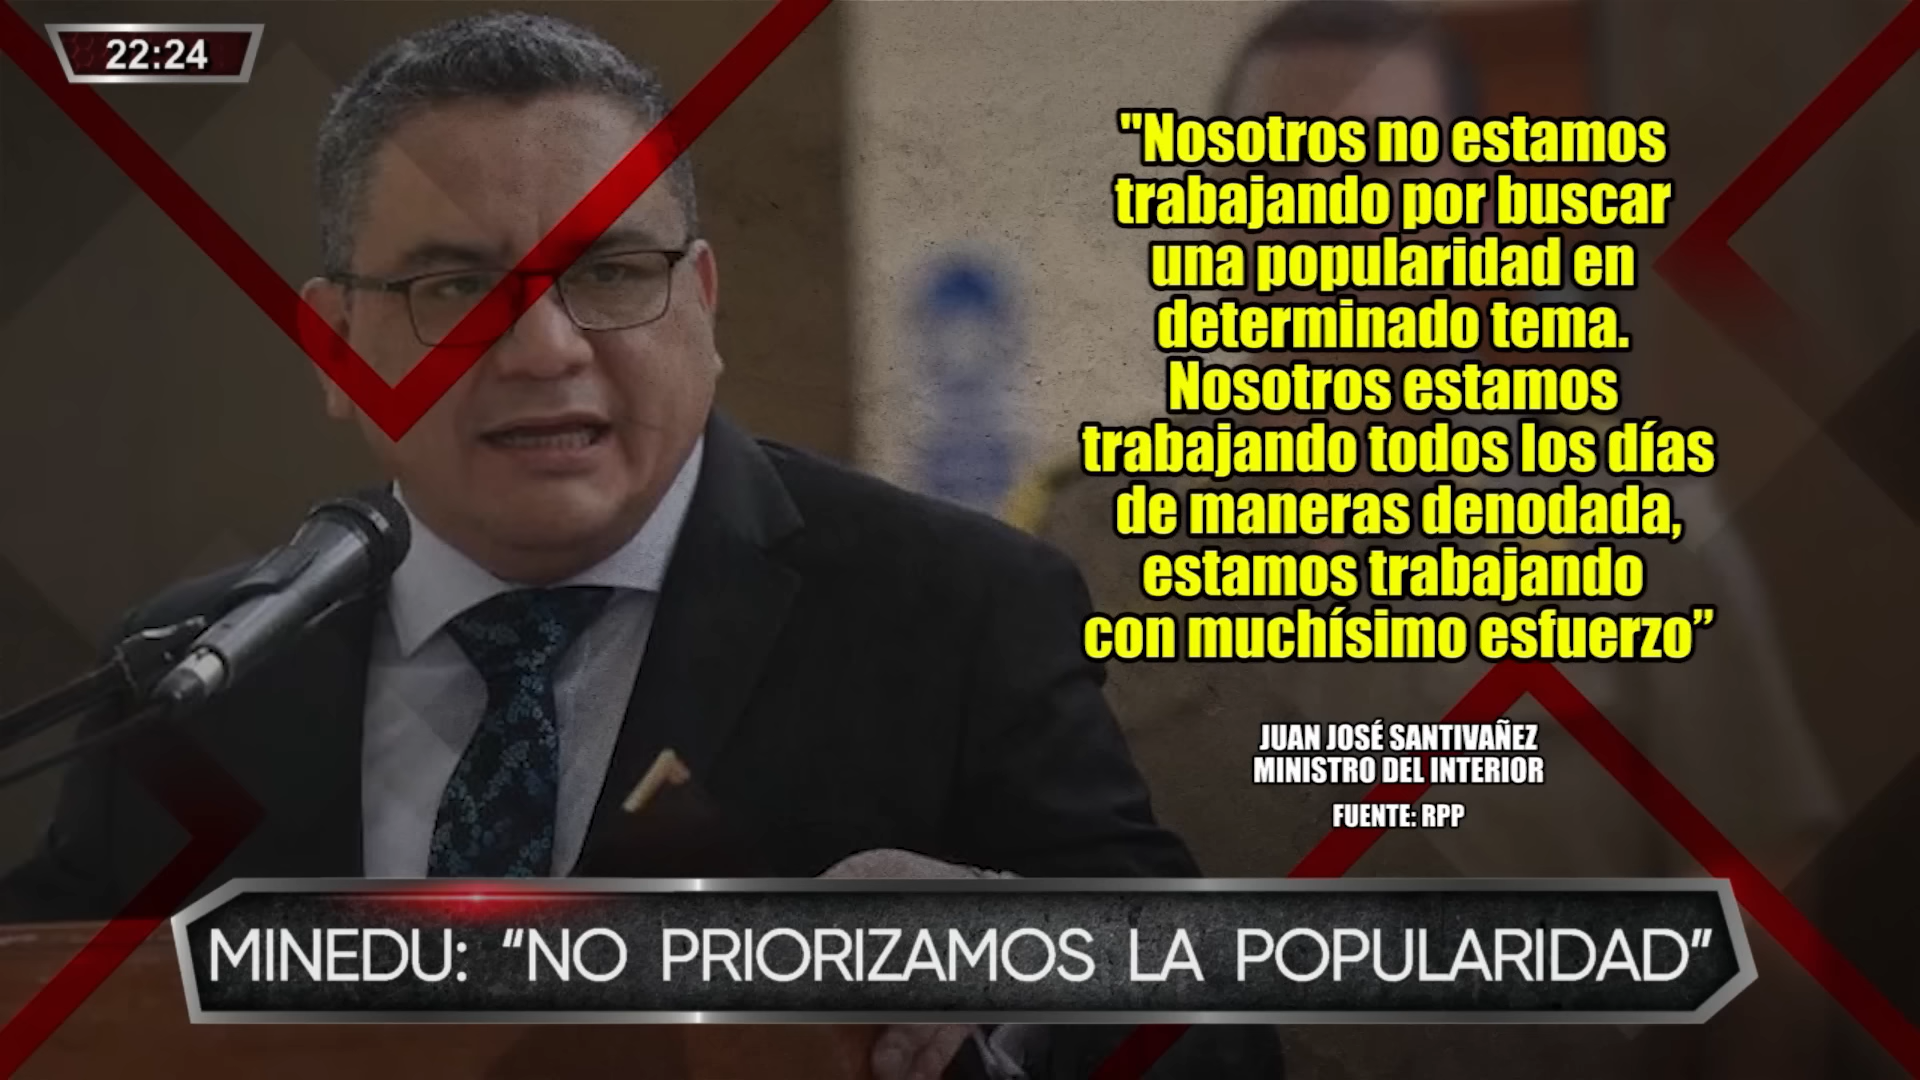 22:24
"Nosotros no estamos
trabajando por buscar
una popularidad en
determinado tema.
Nosotros estamos
trabajando todos los días
de maneras denodada,
estamos trabajando
con muchísimo esfuerzo”
JUAN JOSÉ SANTIVAÑEZ
MINISTRO DEL INTERIOR
FUENTE: RPP
MINEDU: “NO PRIORIZAMOS LA POPULARIDAD”